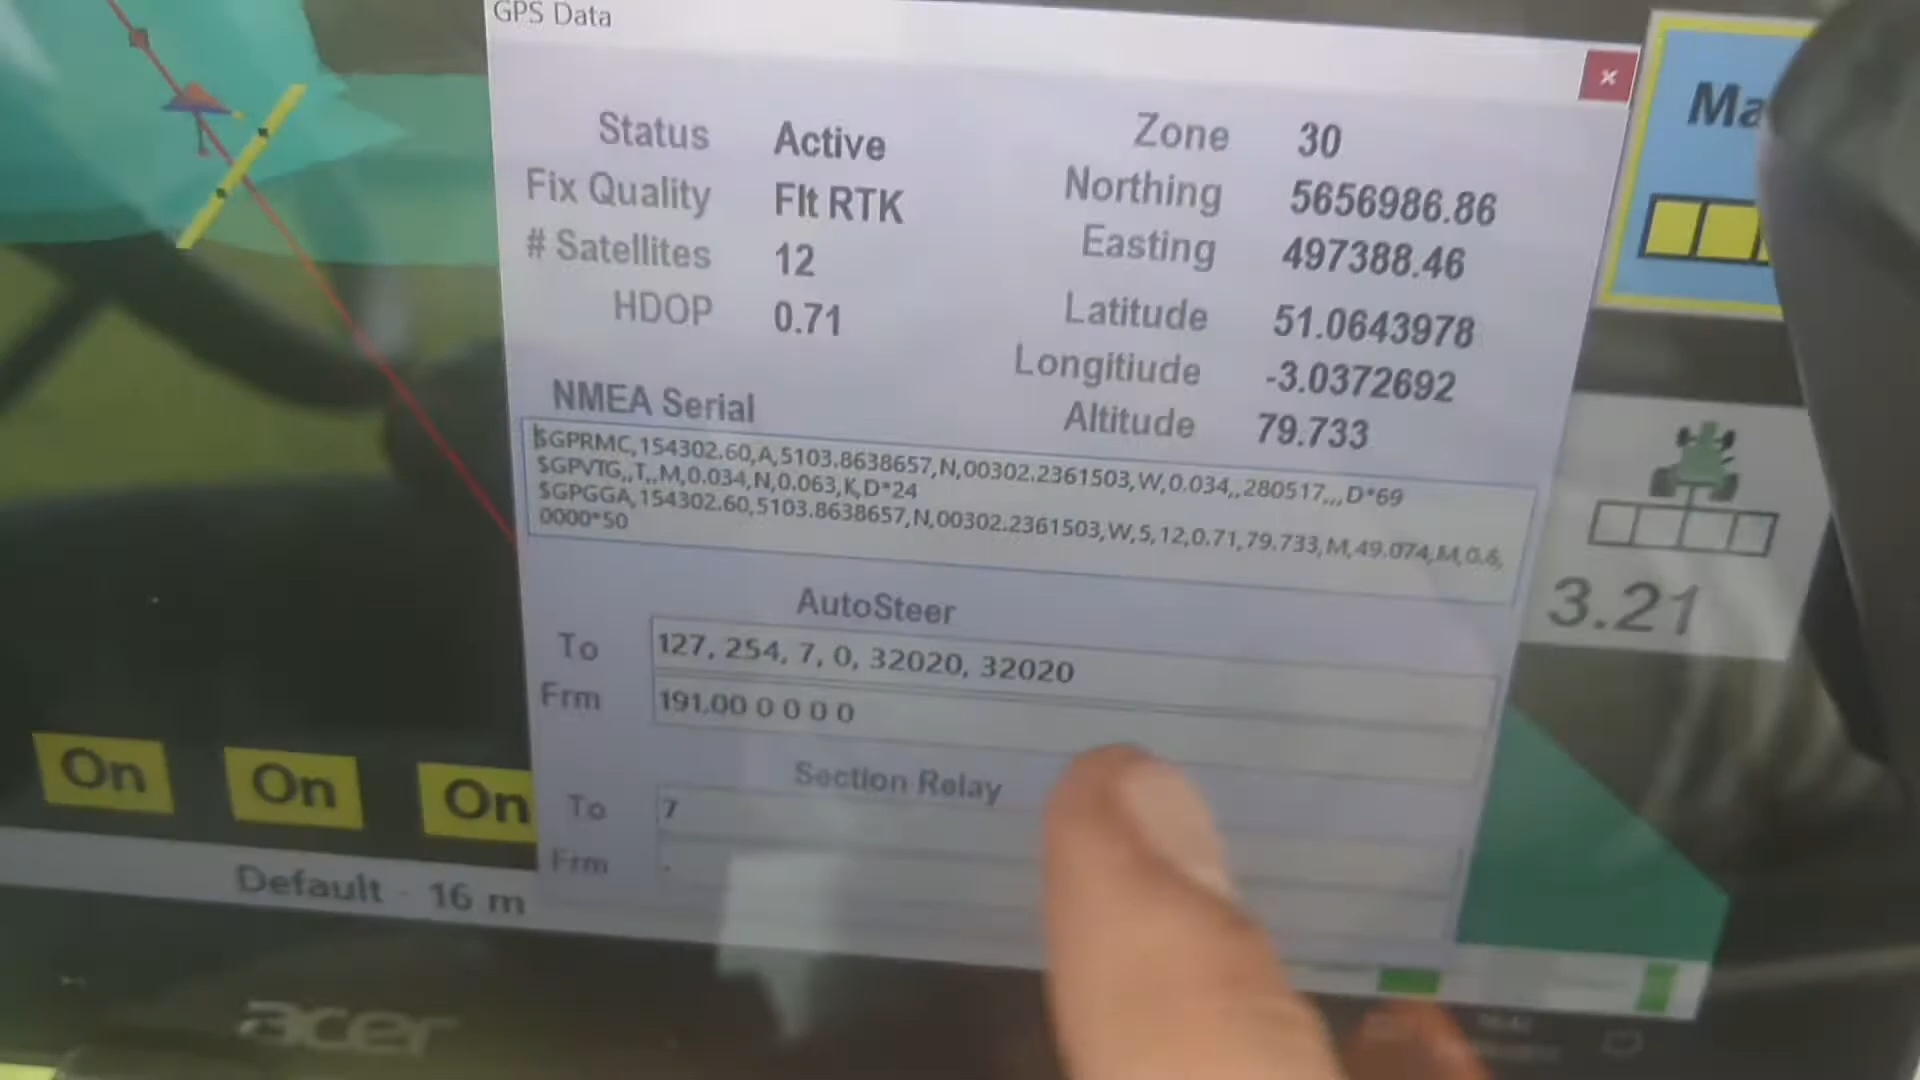 GPS Data
Status Active
Fix Quality Flt RTK
# Satellites 12
HDOP 0.71
Zone 30
Northing 5656986.86
Easting 497388.46
Latitude 51.0643978
Longitiude -3.0372692
Altitude 79.733
NMEA Serial
$GPRMC,154302.60,A,5103.8638657,N,00302.2361503,W,0.034,,280517,,,D*69
$GPVTG,,T,,M,0.034,N,0.063,K,D*24
$GPGGA,154302.60,5103.8638657,N,00302.2361503,W,5,12,0.71,79.733,M,49.074,M,0.6,
0000*50
AutoSteer
To 127, 254, 7, 0, 32020, 32020
Frm 191,00 0 0 0 0
Section Relay
To 7
Frm .
Ma
3.21
On On On
Default - 16 m
acer